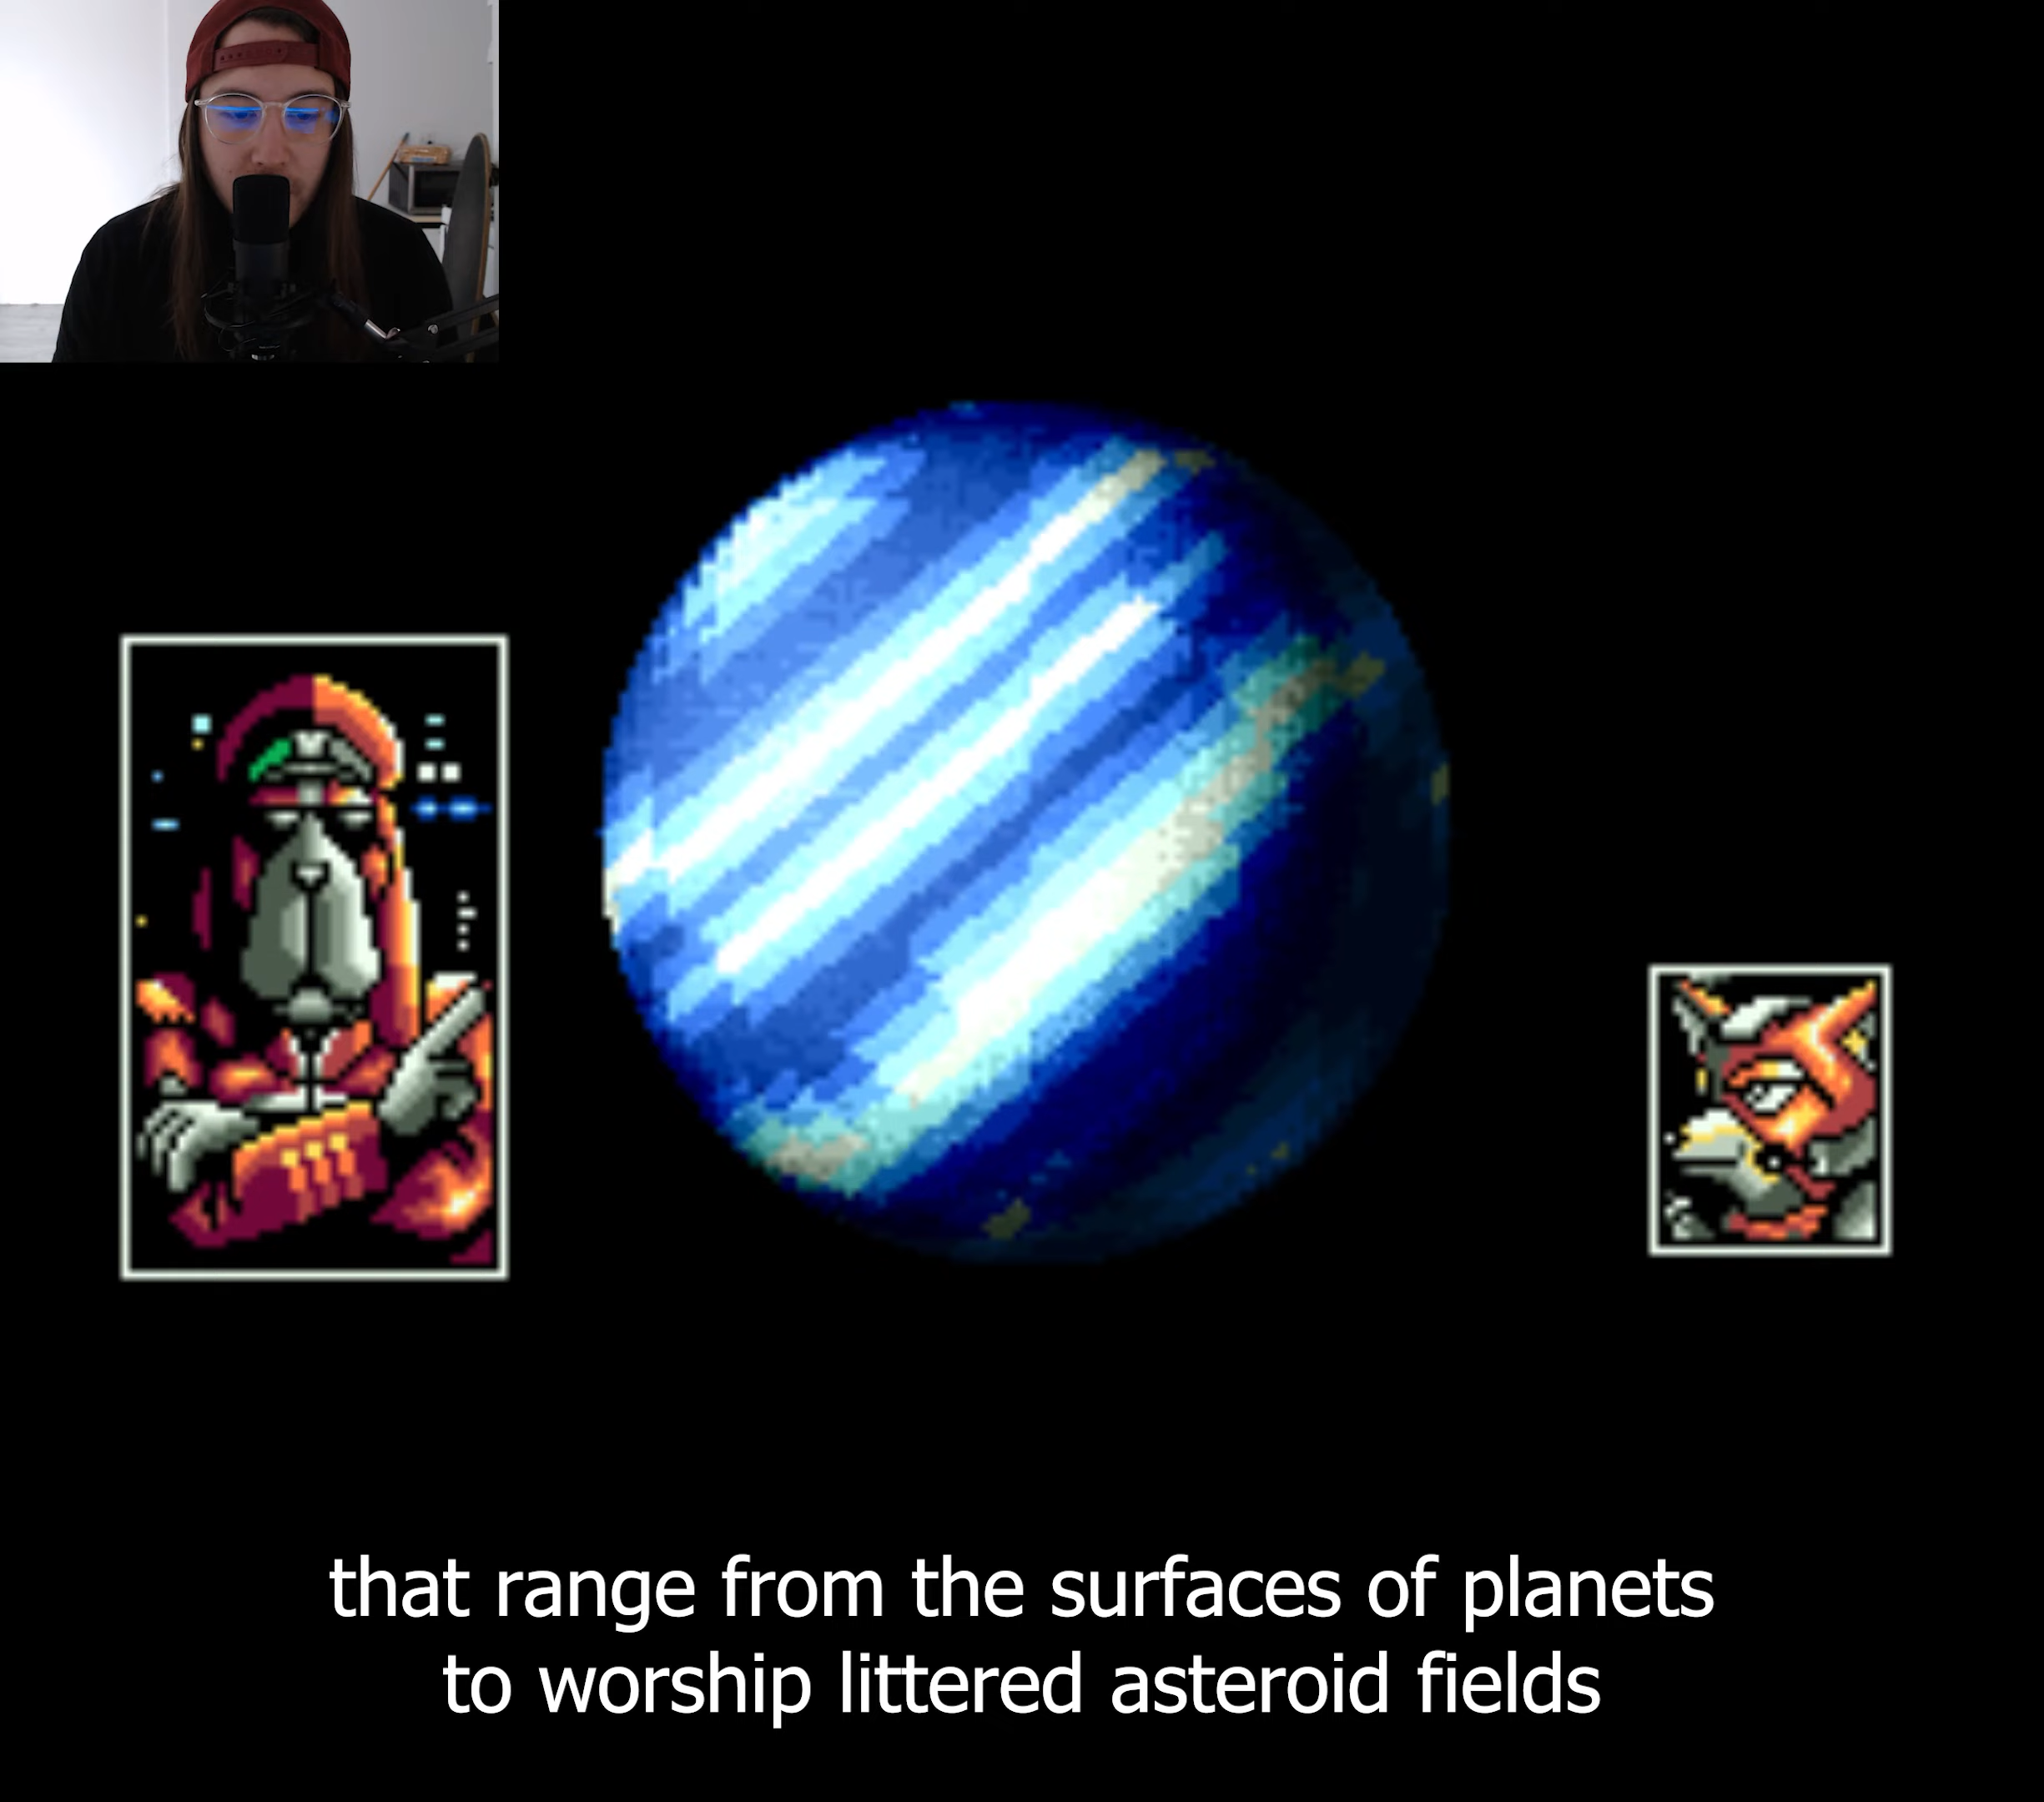 that range from the surfaces of planets
to worship littered asteroid fields